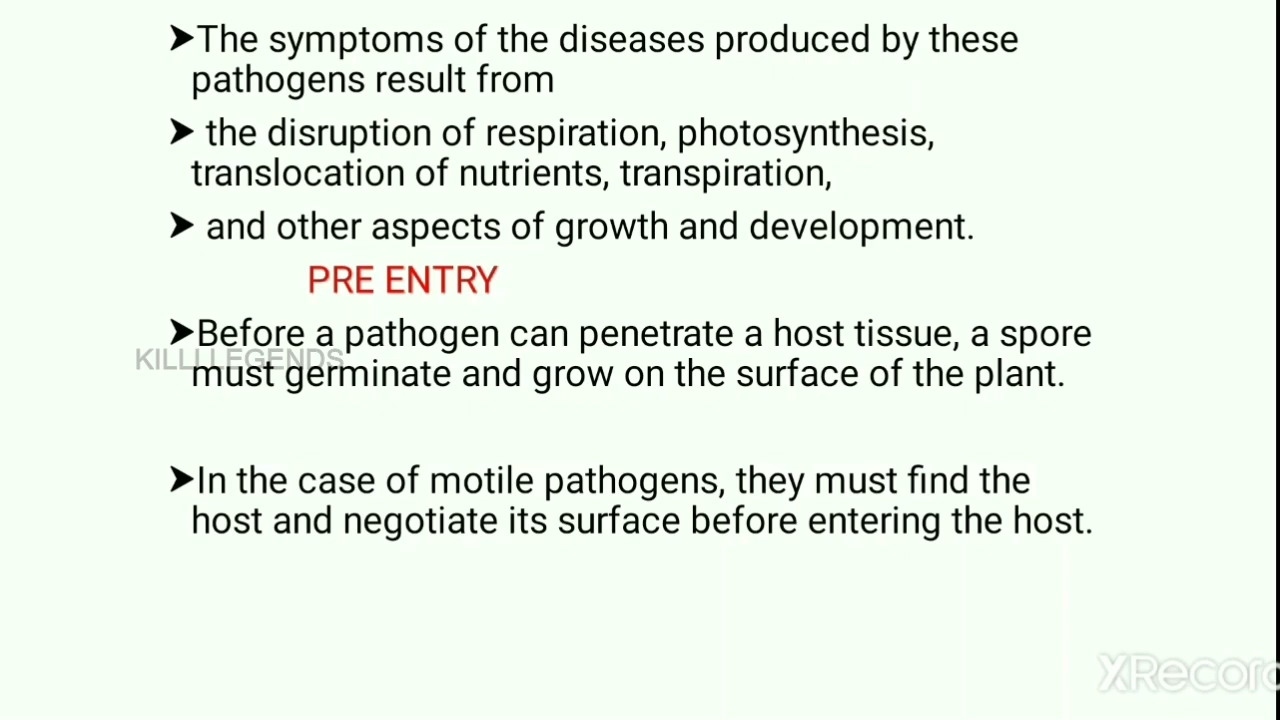 ➤The symptoms of the diseases produced by these
pathogens result from
➤ the disruption of respiration, photosynthesis,
translocation of nutrients, transpiration,
➤ and other aspects of growth and development.
PRE ENTRY
➤Before a pathogen can penetrate a host tissue, a spore
KILLI LEGENDS
must germinate and grow on the surface of the plant.
➤In the case of motile pathogens, they must find the
host and negotiate its surface before entering the host.
XRecord